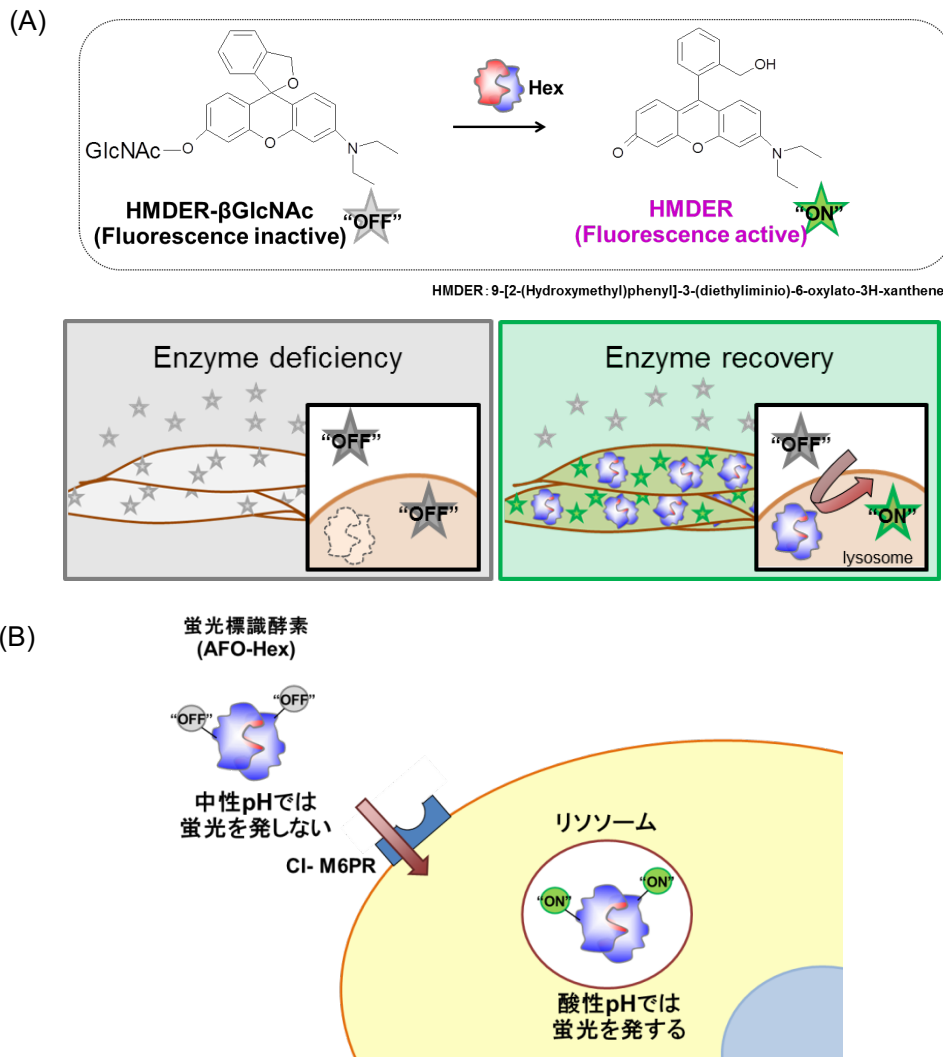 (A)
Hex
OH
O
GlcNAc
O
O
N
O
O
N
HMDER-βGlcNAc
(Fluorescence inactive)
“OFF”
HMDER
(Fluorescence active)
“ON”
HMDER：9-[2-(Hydroxymethyl)phenyl]-3-(diethyliminio)-6-oxylato-3H-xanthene
Enzyme deficiency
“OFF”
“OFF”
Enzyme recovery
“OFF”
“ON”
lysosome
(B)
蛍光標識酵素
(AFO-Hex)
“OFF”
“OFF”
中性pHでは
蛍光を発しない
CI- M6PR
リソソーム
“ON”
“ON”
酸性pHでは
蛍光を発する